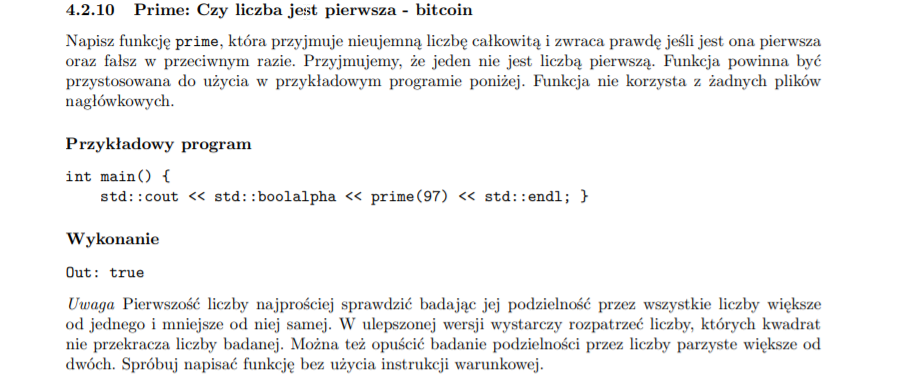 4.2.10 Prime: Czy liczba jest pierwsza - bitcoin
Napisz funkcję prime, która przyjmuje nieujemną liczbę całkowitą i zwraca prawdę jeśli jest ona pierwsza
oraz fałsz w przeciwnym razie. Przyjmujemy, że jeden nie jest liczbą pierwszą. Funkcja powinna być
przystosowana do użycia w przykładowym programie poniżej. Funkcja nie korzysta z żadnych plików
nagłówkowych.
Przykładowy program
int main() {
    std::cout << std::boolalpha << prime(97) << std::endl; }
Wykonanie
Out: true
Uwaga Pierwszość liczby najprościej sprawdzić badając jej podzielność przez wszystkie liczby większe
od jednego i mniejsze od niej samej. W ulepszonej wersji wystarczy rozpatrzeć liczby, których kwadrat
nie przekracza liczby badanej. Można też opuścić badanie podzielności przez liczby parzyste większe od
dwóch. Spróbuj napisać funkcję bez użycia instrukcji warunkowej.